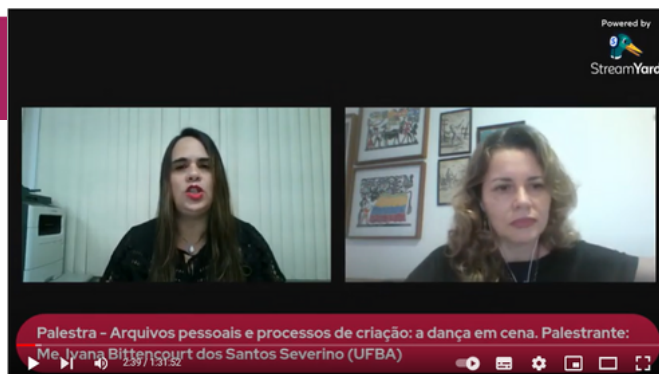 Powered by
StreamYard
Palestra - Arquivos pessoais e processos de criação: a dança em cena. Palestrante:
Me. Ivana Bittencourt dos Santos Severino (UFBA)
2:39 / 1:31:52